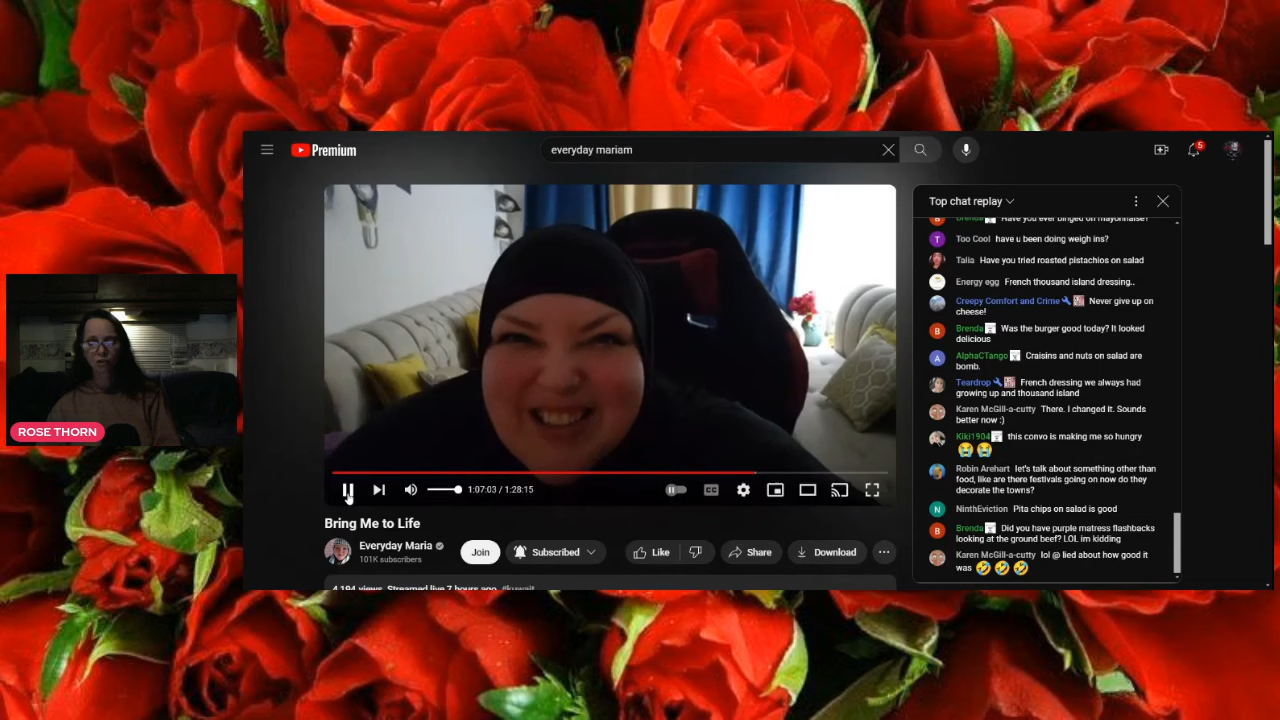 Premium
everyday mariam
5
Top chat replay
Brenda Have you ever binged on mayonnaise?
Too Cool have u been doing weigh ins?
Talia Have you tried roasted pistachios on salad
Energy egg French thousand island dressing..
Creepy Comfort and Crime Never give up on
cheese!
B
Brenda Was the burger good today? It looked
delicious
A
AlphaCTango Craisins and nuts on salad are
bomb.
Teardrop French dressing we always had
growing up and thousand island
Karen McGill-a-cutty There. I changed it. Sounds
better now ;)
Kiki1904 this convo is making me so hungry
Robin Arehart let's talk about something other than
food, like are there festivals going on now do they
decorate the towns?
N
NinthEviction Pita chips on salad is good
B
Brenda Did you have purple matress flashbacks
looking at the ground beef? LOL im kidding
Karen McGill-a-cutty lol @ lied about how good it
was
ROSE THORN
1:07:03 / 1:28:15
CC
Bring Me to Life
Everyday Maria
101K subscribers
Join
Subscribed
Like
Share
Download
4,194 views Streamed live 7 hours ago #kuwait